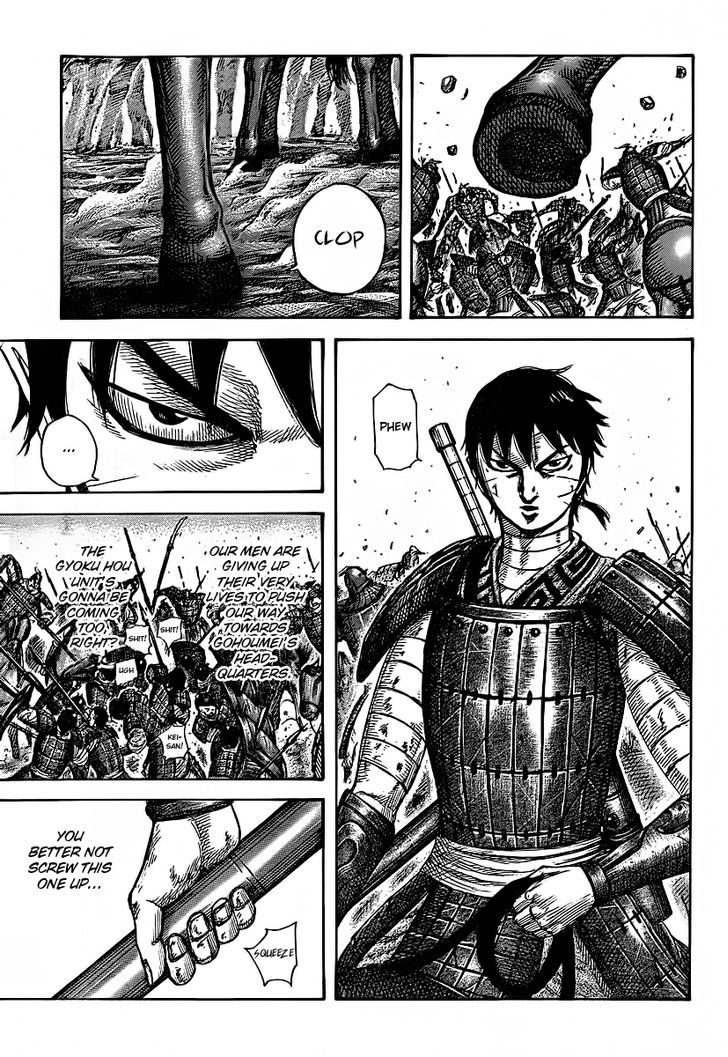 CLOP
PHEW
...
OUR MEN ARE
GIVING UP
THEIR VERY
LIVES TO PUSH
OUR WAY
TOWARDS
GOHOUMEI'S
HEAD-
QUARTERS.
THE
GYOKU HOU
UNIT'S
GONNA BE
COMING
TOO,
RIGHT?
SHIT!
SHIT!
UGH
KEI-
SAN!
YOU
BETTER NOT
SCREW THIS
ONE UP...
SQUEEZE